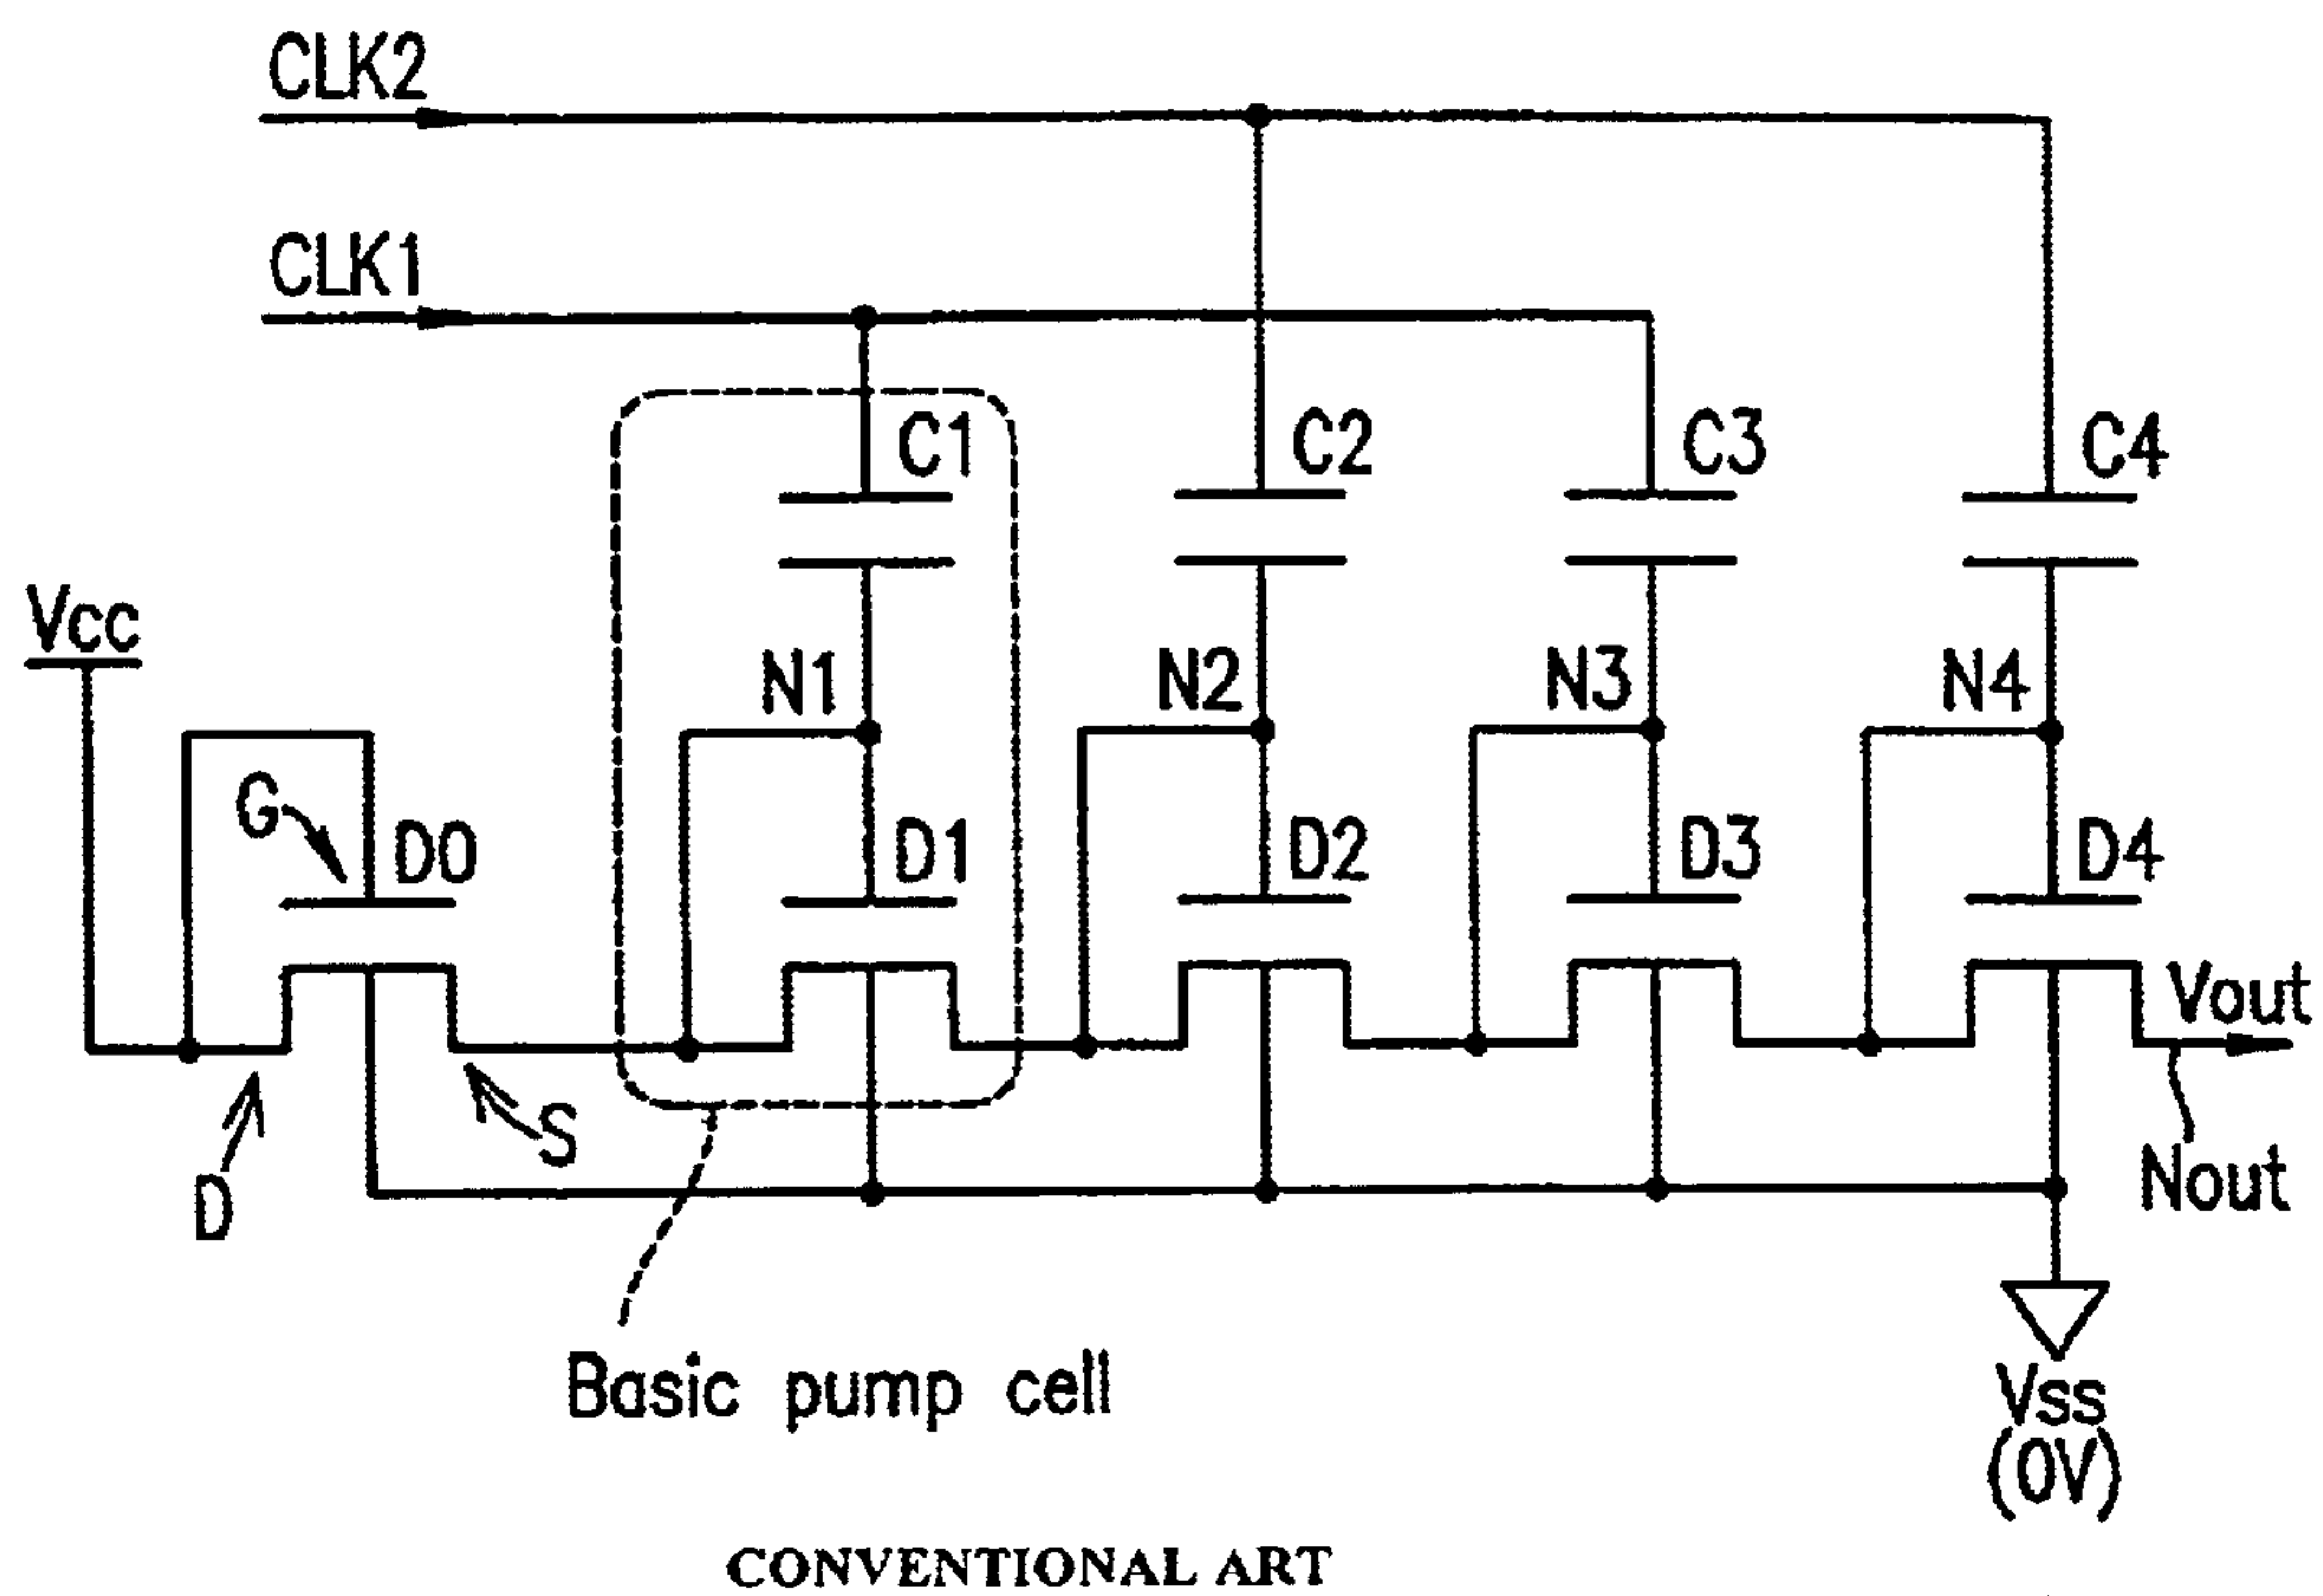 CLK2
CLK1
C1
C2
C3
C4
Vcc
N1
N2
N3
N4
G
D0
D1
D2
D3
D4
Vout
S
D
Nout
Basic pump cell
Vss
(0V)
CONVENTIONAL ART